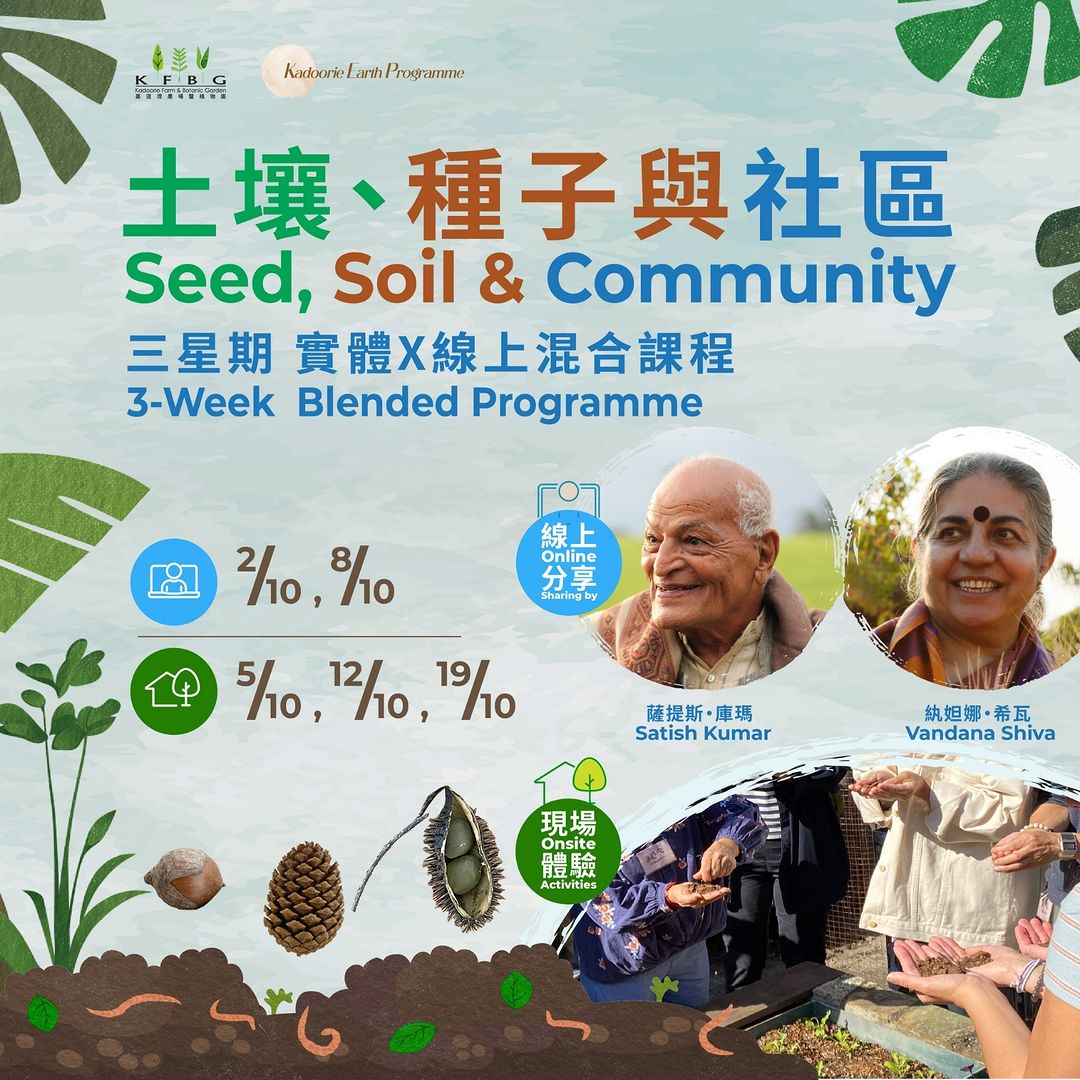 K F B G
Kadoorie Farm & Botanic Garden
嘉道理農場暨植物園
Kadoorie Earth Programme
土壤、種子與社區
Seed, Soil & Community
三星期 實體X線上混合課程
3-Week Blended Programme
2/10 , 8/10
5/10 , 12/10 , 19/10
線上
Online
分享
Sharing by
薩提斯·庫瑪
Satish Kumar
紈妲娜·希瓦
Vandana Shiva
現場
Onsite
體驗
Activities